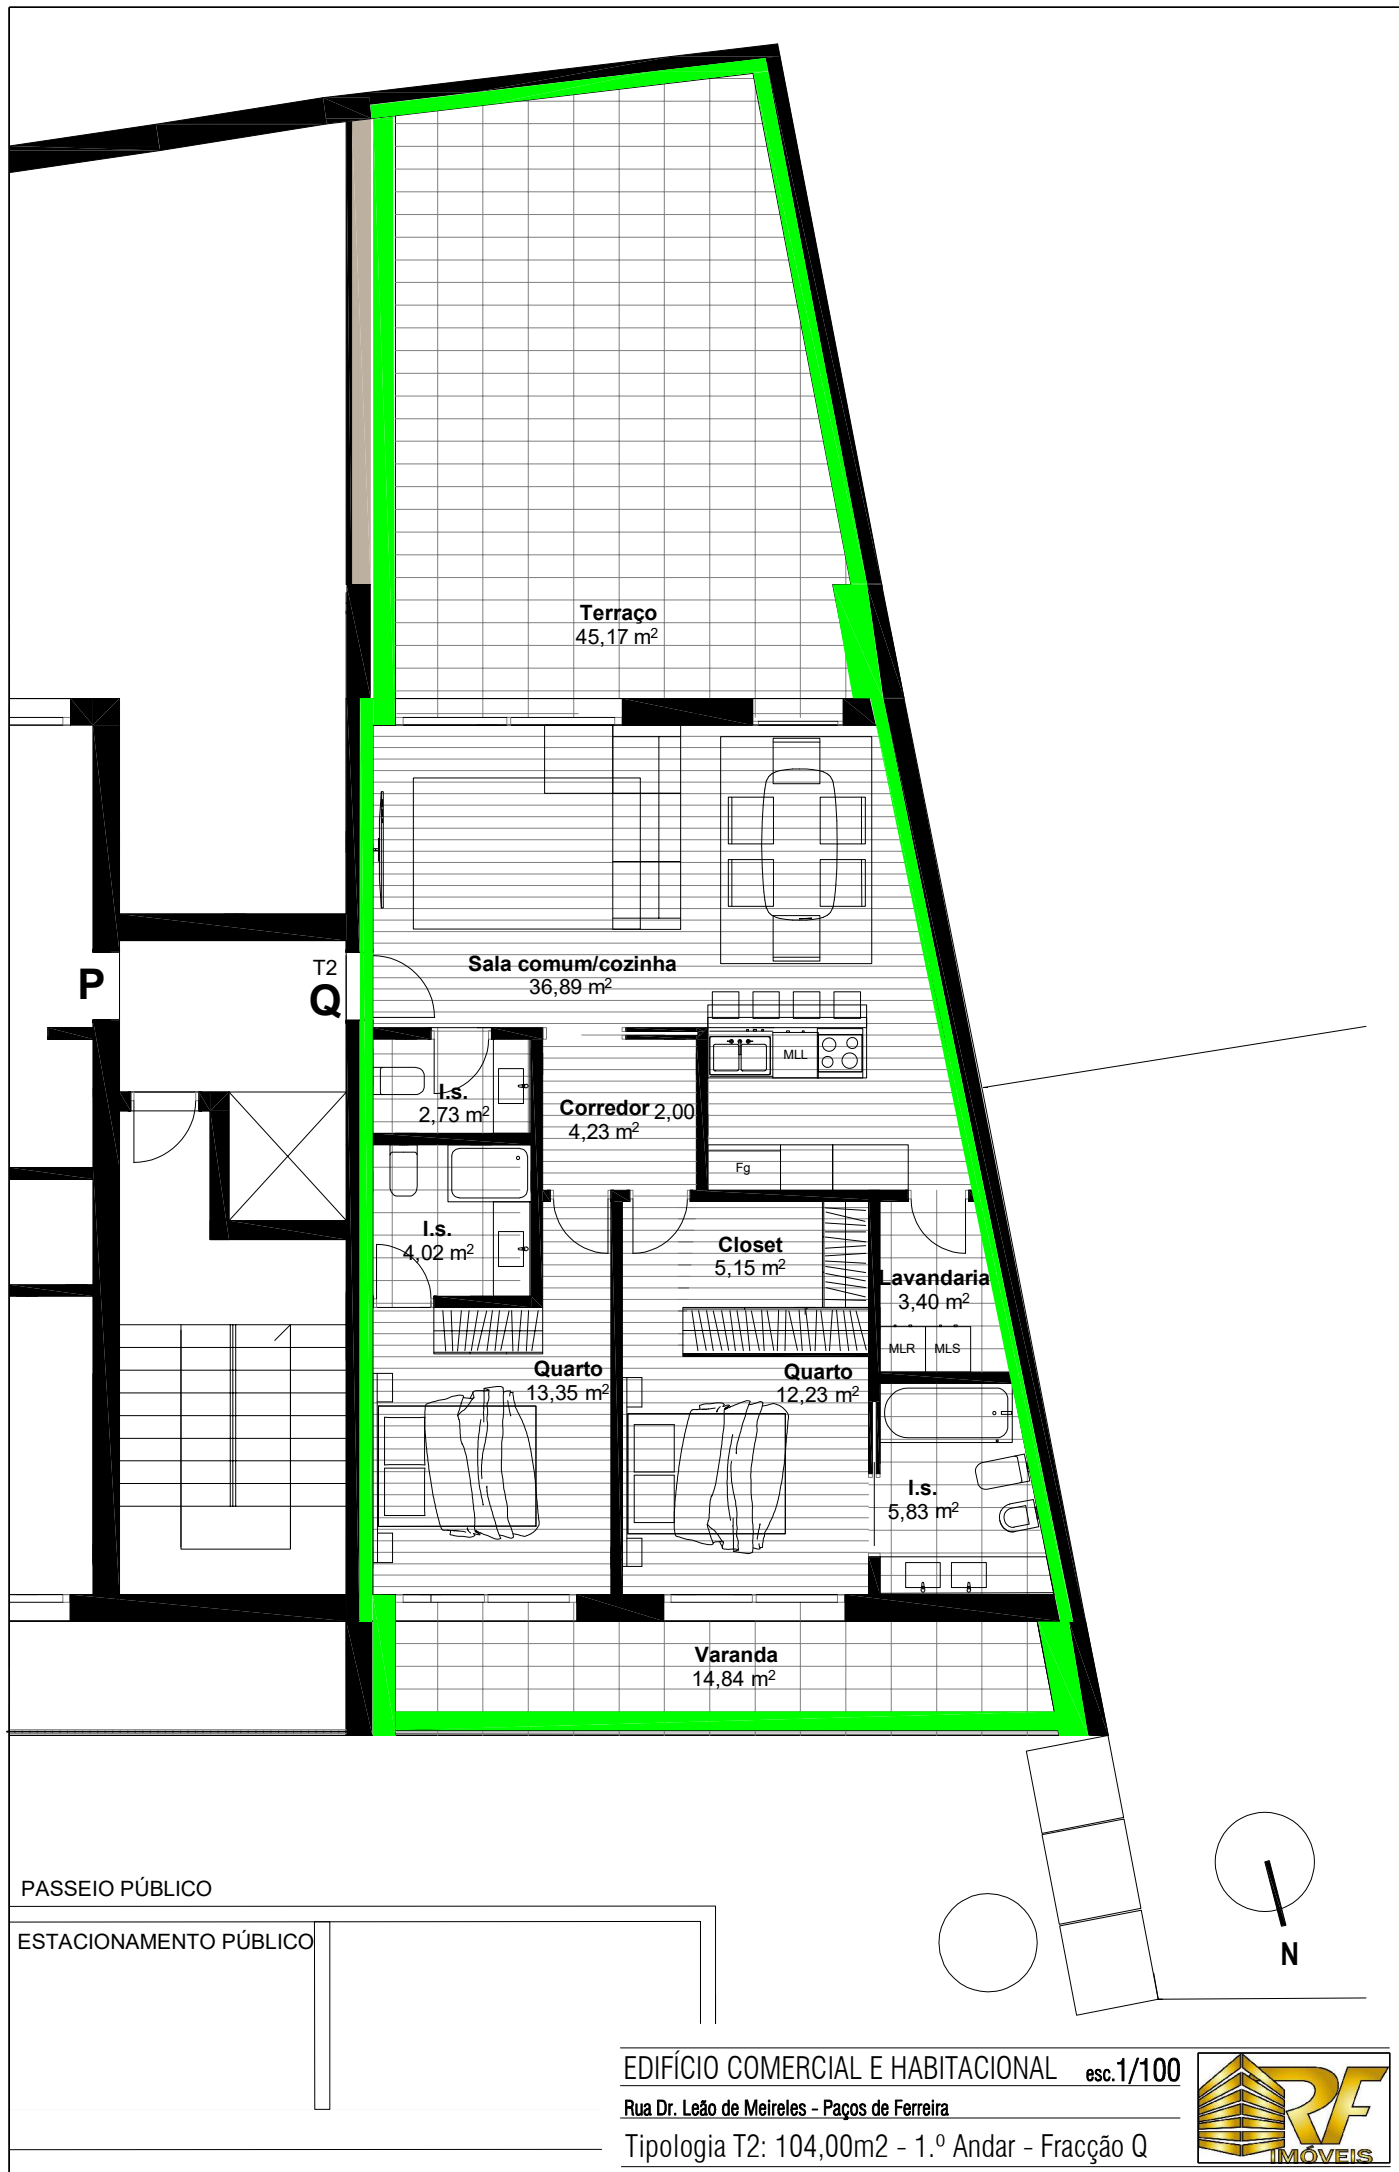 Terraço
45,17 m²
Sala comum/cozinha
36,89 m²
P
T2
Q
MLL
I.s.
2,73 m²
Corredor 2,00
4,23 m²
Fg
I.s.
4,02 m²
Closet
5,15 m²
Lavandaria
3,40 m²
MLR MLS
Quarto
13,35 m²
Quarto
12,23 m²
I.s.
5,83 m²
Varanda
14,84 m²
PASSEIO PÚBLICO
ESTACIONAMENTO PÚBLICO
N
EDIFÍCIO COMERCIAL E HABITACIONAL esc.1/100
Rua Dr. Leão de Meireles - Paços de Ferreira
Tipologia T2: 104,00m2 - 1.º Andar - Fracção Q
RF
IMÓVEIS